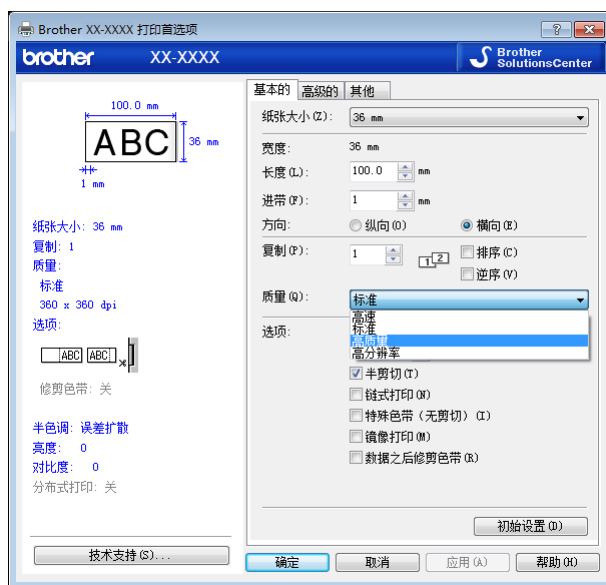 Brother XX-XXXX 打印首选项
brother XX-XXXX
Brother
SolutionsCenter
100.0 mm
ABC
36 mm
1 mm
纸张大小: 36 mm
复制: 1
质量:
标准
360 x 360 dpi
选项:
ABC ABC
修剪色带: 关
半色调: 误差扩散
亮度: 0
对比度: 0
分布式打印: 关
技术支持(S)...
基本的 高级的 其他
纸张大小(Z): 36 mm
宽度: 36 mm
长度(L): 100.0 mm
进带(F): 1 mm
方向: 纵向(O) 横向(E)
复制(P): 1 1 2 排序(C)
逆序(V)
质量(Q): 标准
高速
标准
高质量
高分辨率
选项:
半剪切(T)
链式打印(N)
特殊色带(无剪切)(I)
镜像打印(M)
数据之后修剪色带(R)
初始设置(D)
确定 取消 应用(A) 帮助(H)